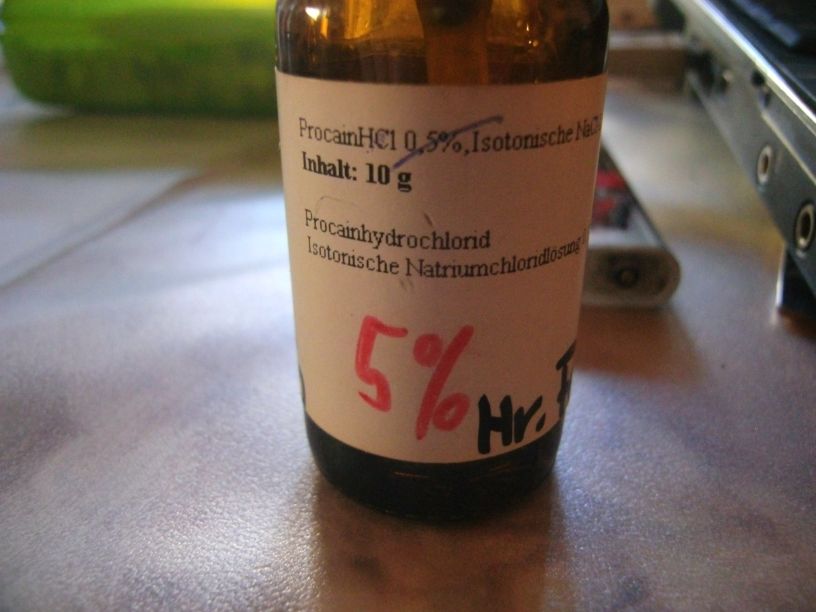 ProcainHCl 0,5%, Isotonische
Inhalt: 10 g
Procainhydrochlorid
Isotonische Natriumchloridlösung
5%
Hr.